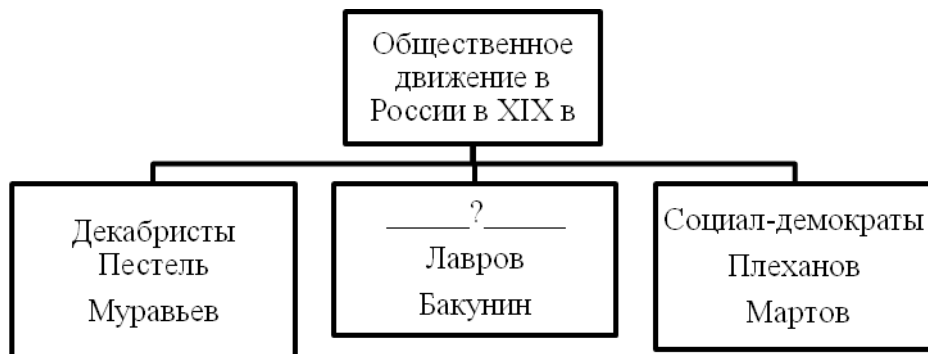 Общественное
движение в
России в XIX в
Декабристы
Пестель
Муравьев
_____?_____
Лавров
Бакунин
Социал-демократы
Плеханов
Мартов